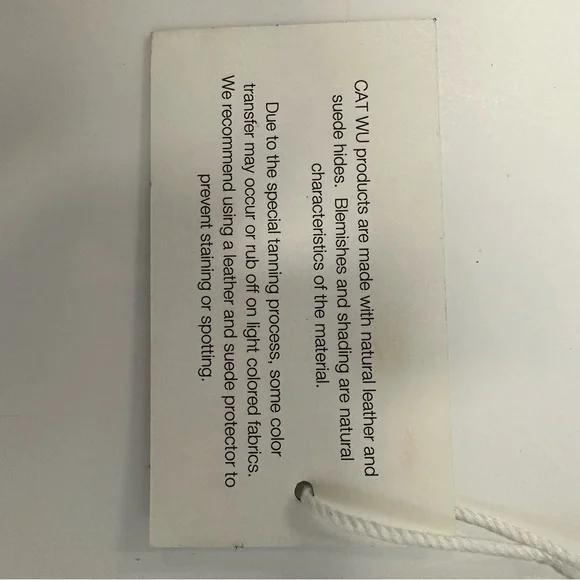 CAT WU products are made with natural leather and
suede hides. Blemishes and shading are natural
characteristics of the material.
Due to the special tanning process, some color
transfer may occur or rub off on light colored fabrics.
We recommend using a leather and suede protector to
prevent staining or spotting.